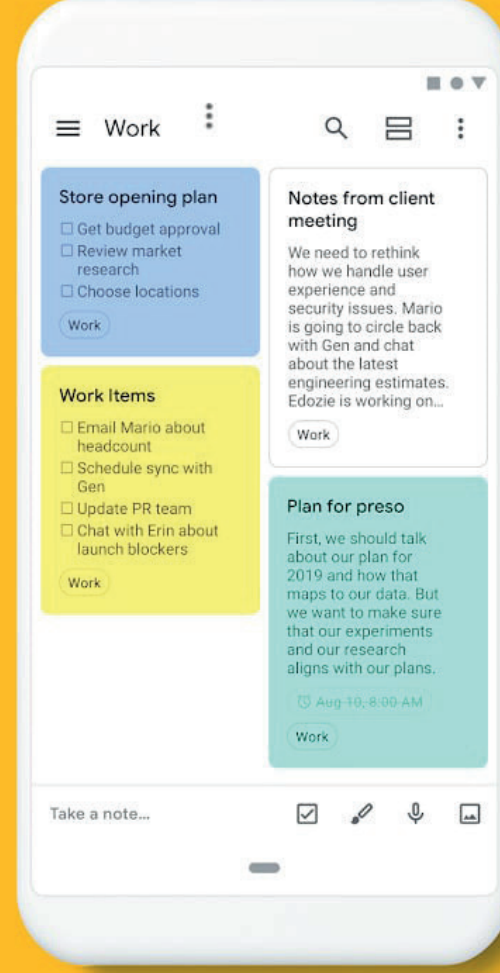 Work
Store opening plan
Get budget approval
Review market
research
Choose locations
Work
Work Items
Email Mario about
headcount
Schedule sync with
Gen
Update PR team
Chat with Erin about
launch blockers
Work
Notes from client
meeting
We need to rethink
how we handle user
experience and
security issues. Mario
is going to circle back
with Gen and chat
about the latest
engineering estimates.
Edozie is working on...
Work
Plan for preso
First, we should talk
about our plan for
2019 and how that
maps to our data. But
we want to make sure
that our experiments
and our research
aligns with our plans.
Aug 10, 8:00 AM
Work
Take a note...